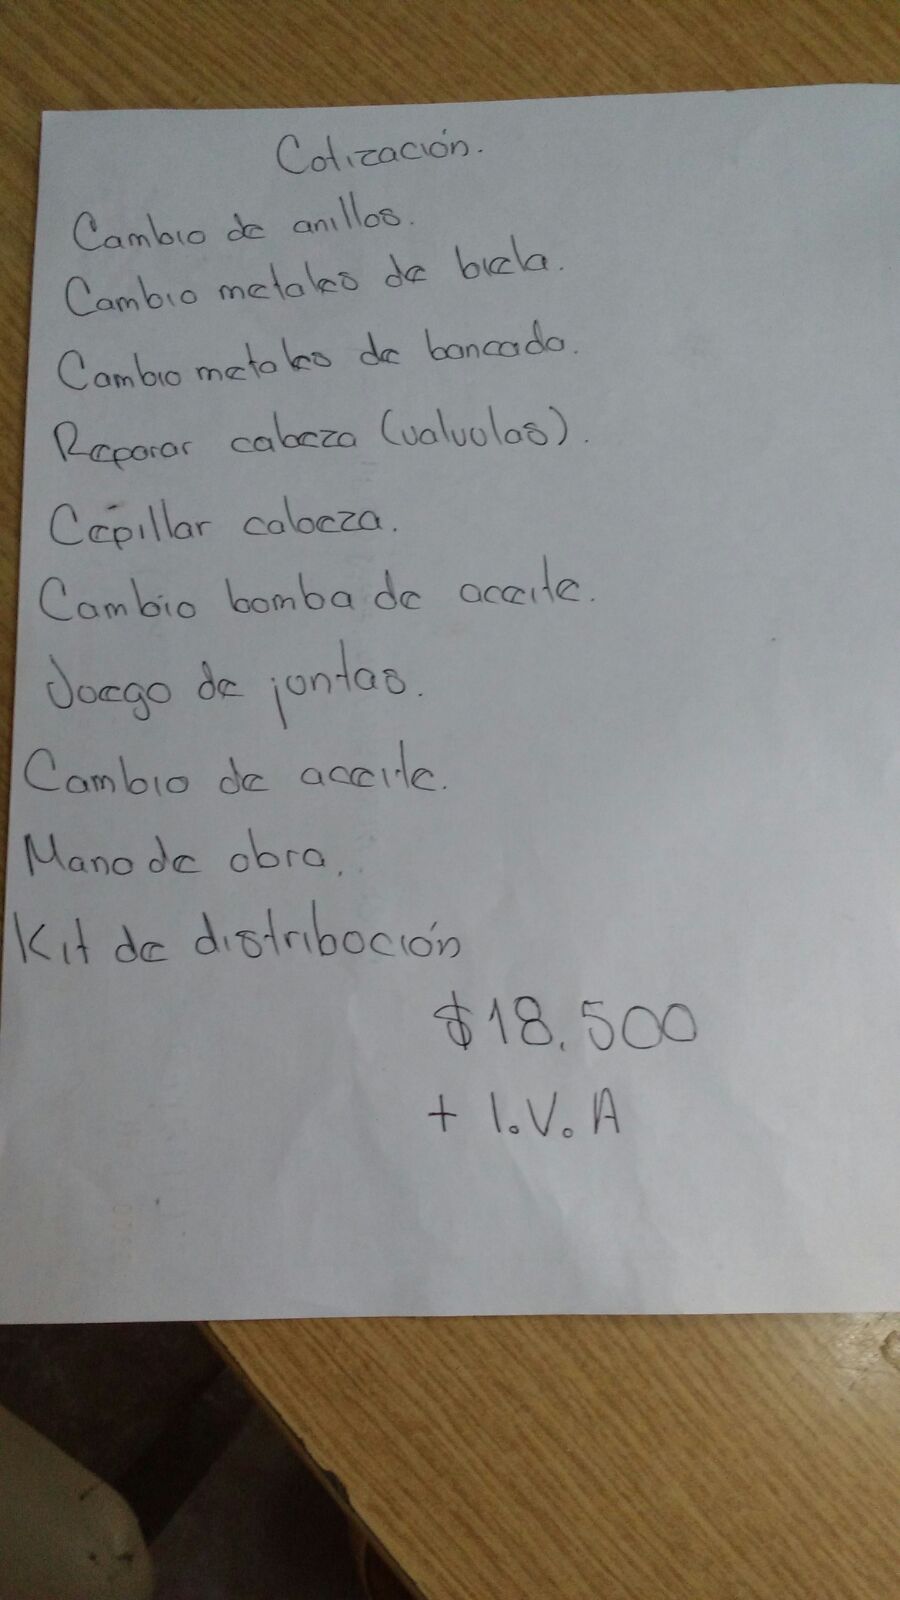 Cotización.
Cambio de anillos.
Cambio metales de biela.
Cambio metales de bancada.
Reparar cabeza (valvulas).
Cepillar cabeza.
Cambio bomba de aceite.
Juego de juntas.
Cambio de aceite.
Mano de obra.
Kit de distribución
$18.500
+ I.V.A